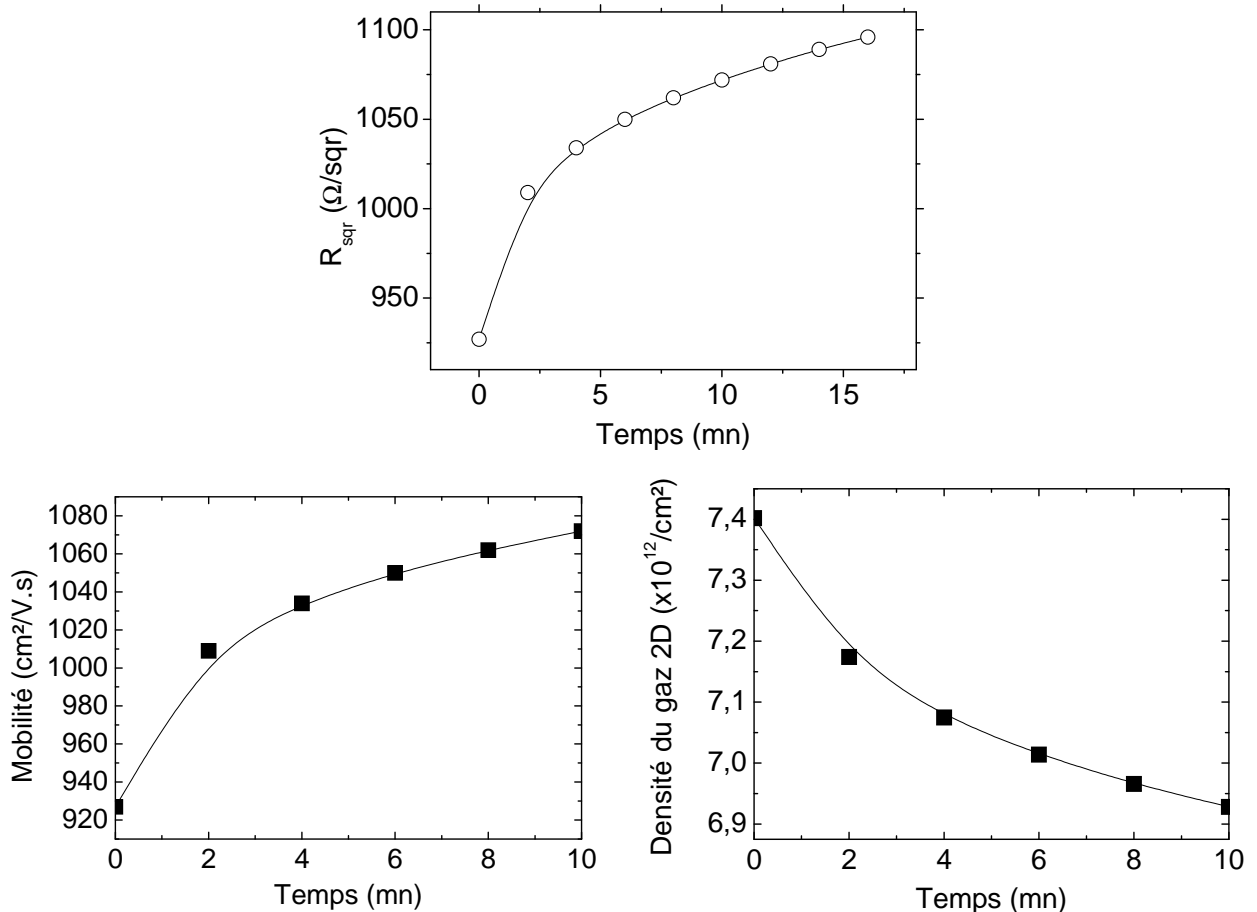 1100
1050
1000
950
R_sqr (Ω/sqr)
0 5 10 15
Temps (mn)
1080
1060
1040
1020
1000
980
960
940
920
Mobilité (cm²/V.s)
0 2 4 6 8 10
Temps (mn)
7,4
7,3
7,2
7,1
7,0
6,9
Densité du gaz 2D (x10¹²/cm²)
0 2 4 6 8 10
Temps (mn)